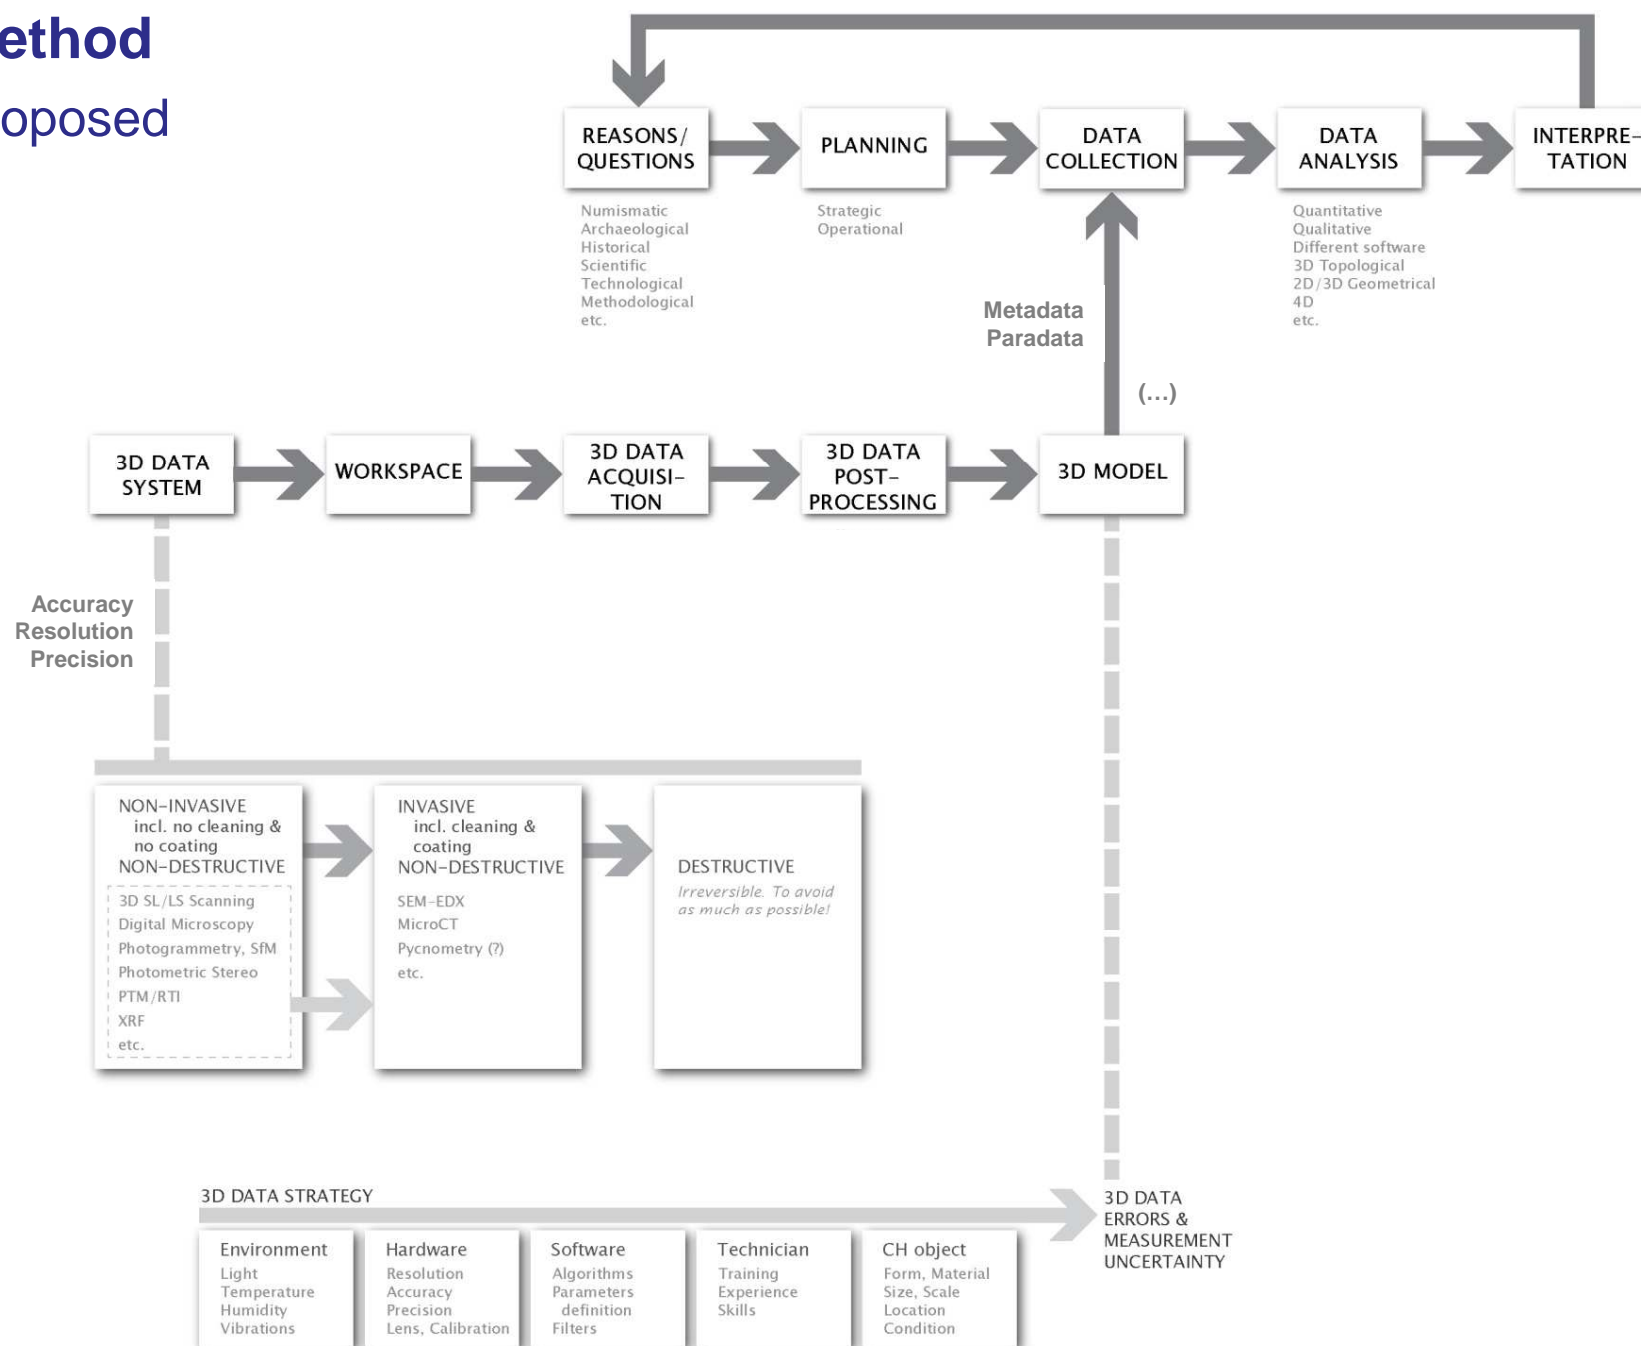 ethod
oposed
REASONS/
QUESTIONS
PLANNING
DATA
COLLECTION
DATA
ANALYSIS
INTERPRE-
TATION
Numismatic
Archaeological
Historical
Scientific
Technological
Methodological
etc.
Strategic
Operational
Quantitative
Qualitative
Different software
3D Topological
2D/3D Geometrical
4D
etc.
Metadata
Paradata
(...)
3D DATA
SYSTEM
WORKSPACE
3D DATA
ACQUISI-
TION
3D DATA
POST-
PROCESSING
3D MODEL
Accuracy
Resolution
Precision
NON-INVASIVE
incl. no cleaning &
no coating
NON-DESTRUCTIVE
3D SL/LS Scanning
Digital Microscopy
Photogrammetry, SfM
Photometric Stereo
PTM/RTI
XRF
etc.
INVASIVE
incl. cleaning &
coating
NON-DESTRUCTIVE
SEM-EDX
MicroCT
Pycnometry (?)
etc.
DESTRUCTIVE
Irreversible. To avoid
as much as possible!
3D DATA STRATEGY
3D DATA
ERRORS &
MEASUREMENT
UNCERTAINTY
Environment
Light
Temperature
Humidity
Vibrations
Hardware
Resolution
Accuracy
Precision
Lens, Calibration
Software
Algorithms
Parameters
definition
Filters
Technician
Training
Experience
Skills
CH object
Form, Material
Size, Scale
Location
Condition